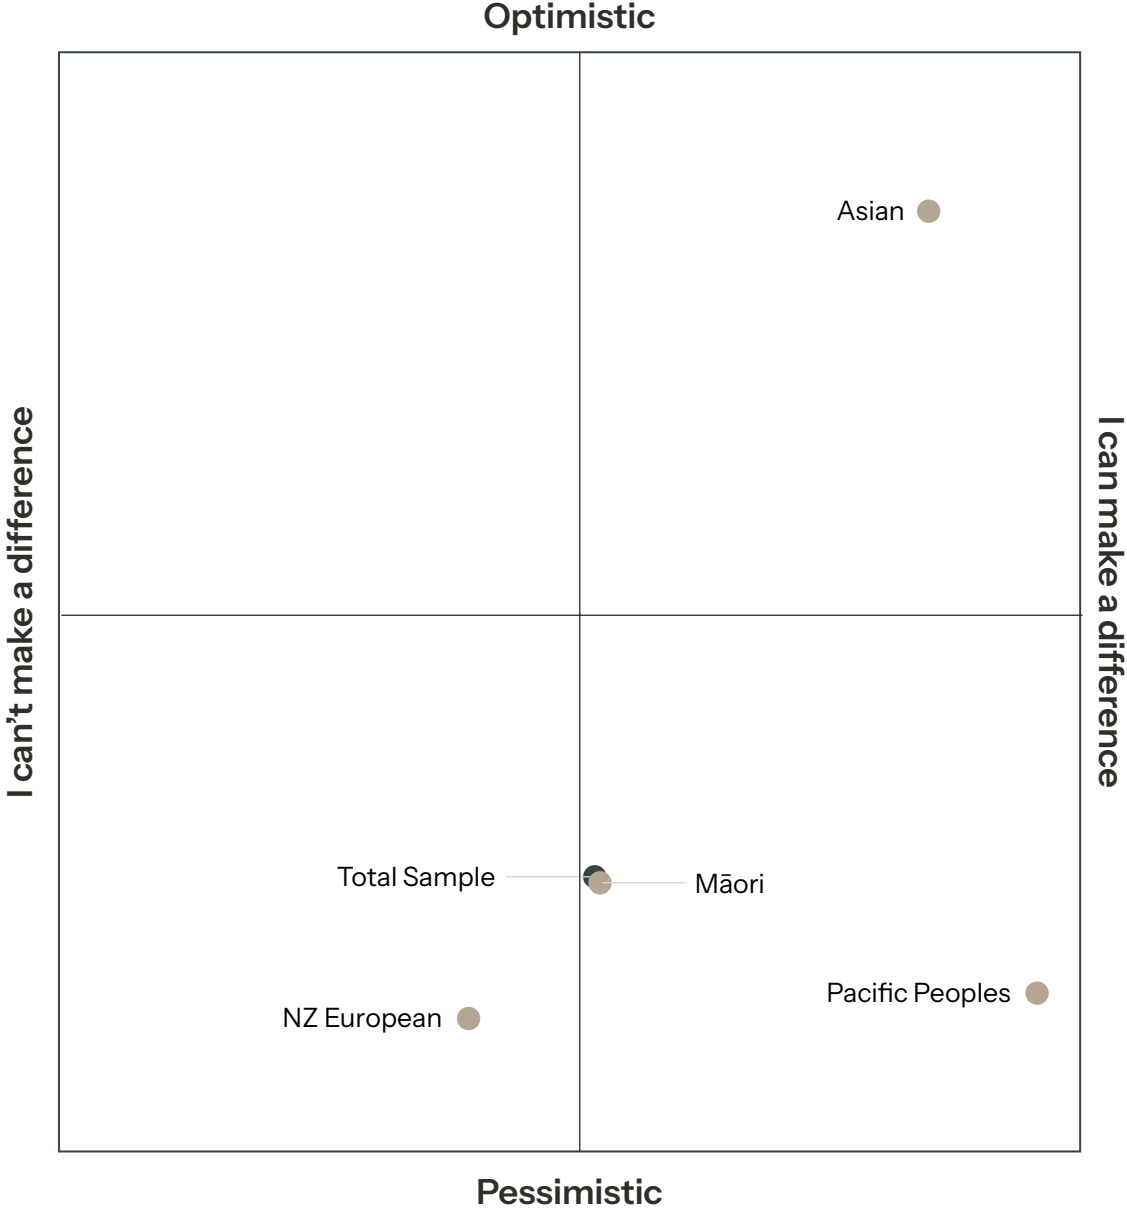 Optimistic
Asian
I can’t make a difference
I can make a difference
Total Sample
Māori
Pacific Peoples
NZ European
Pessimistic